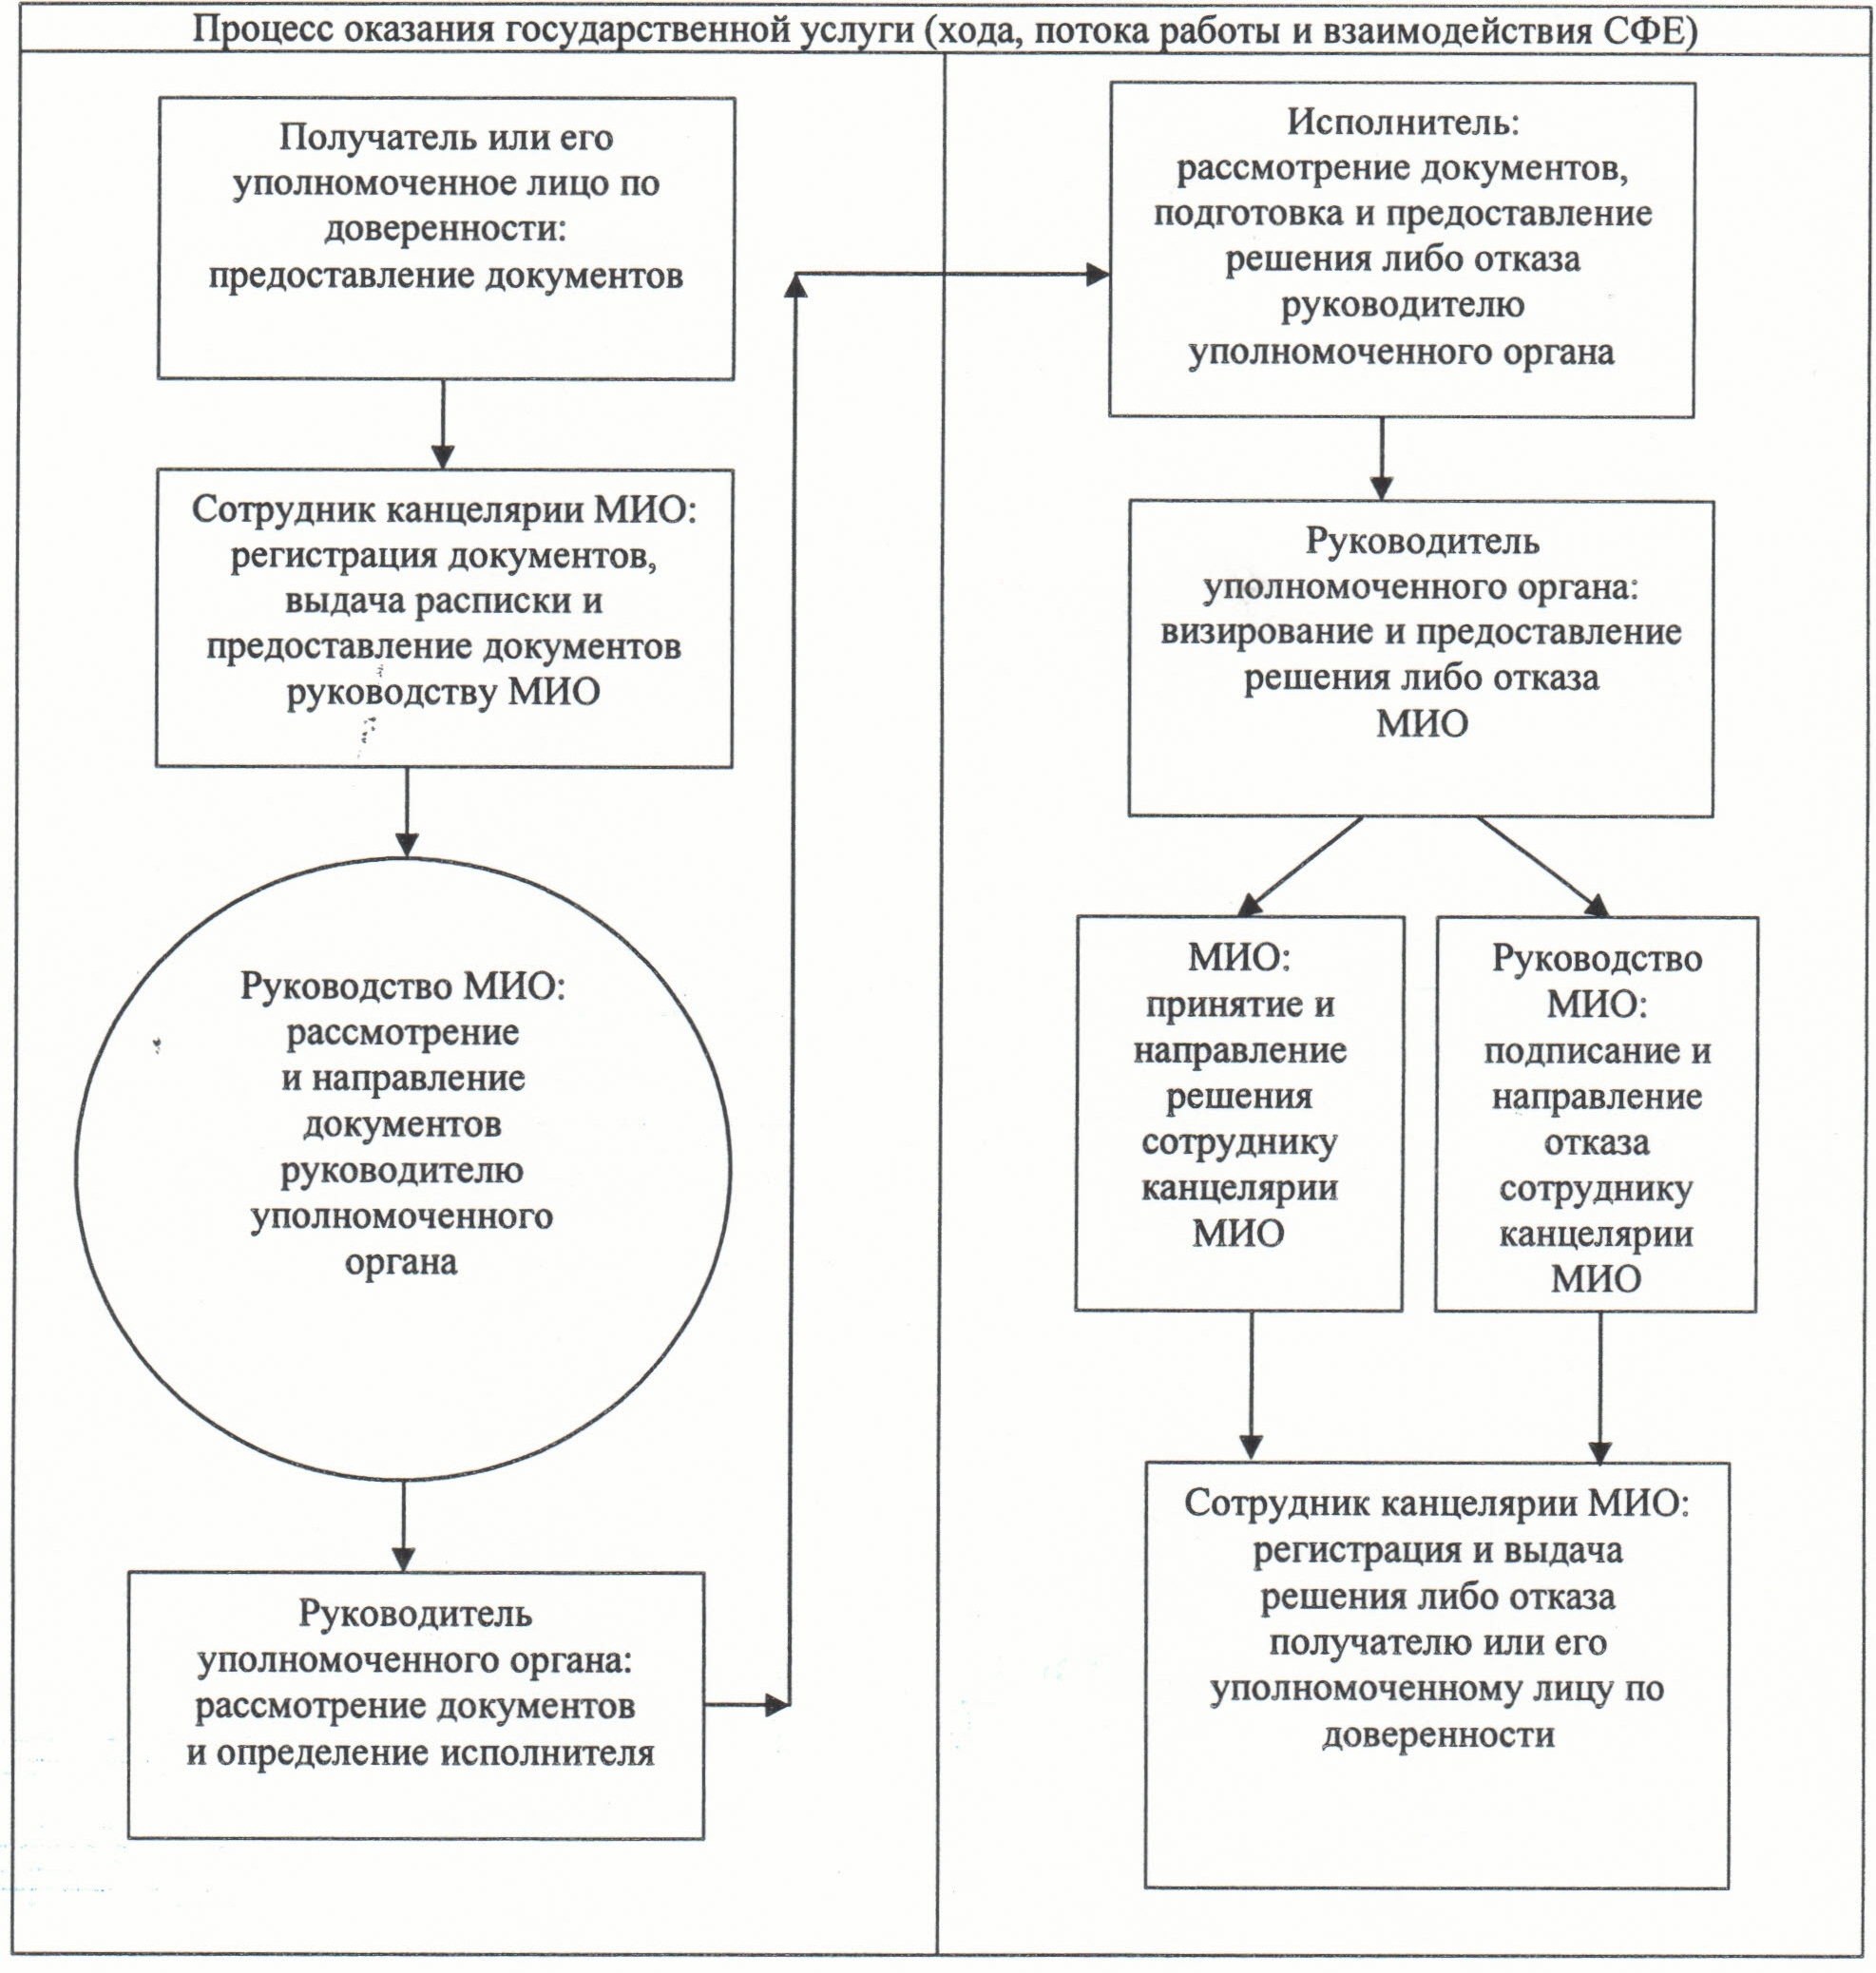 Процесс оказания государственной услуги (хода, потока работы и взаимодействия СФЕ)
Получатель или его
уполномоченное лицо по
доверенности:
предоставление документов
Сотрудник канцелярии МИО:
регистрация документов,
выдача расписки и
предоставление документов
руководству МИО
Руководство МИО:
рассмотрение
и направление
документов
руководителю
уполномоченного
органа
Руководитель
уполномоченного органа:
рассмотрение документов
и определение исполнителя
Исполнитель:
рассмотрение документов,
подготовка и предоставление
решения либо отказа
руководителю
уполномоченного органа
Руководитель
уполномоченного органа:
визирование и предоставление
решения либо отказа
МИО
МИО:
принятие и
направление
решения
сотруднику
канцелярии
МИО
Руководство
МИО:
подписание и
направление
отказа
сотруднику
канцелярии
МИО
Сотрудник канцелярии МИО:
регистрация и выдача
решения либо отказа
получателю или его
уполномоченному лицу по
доверенности